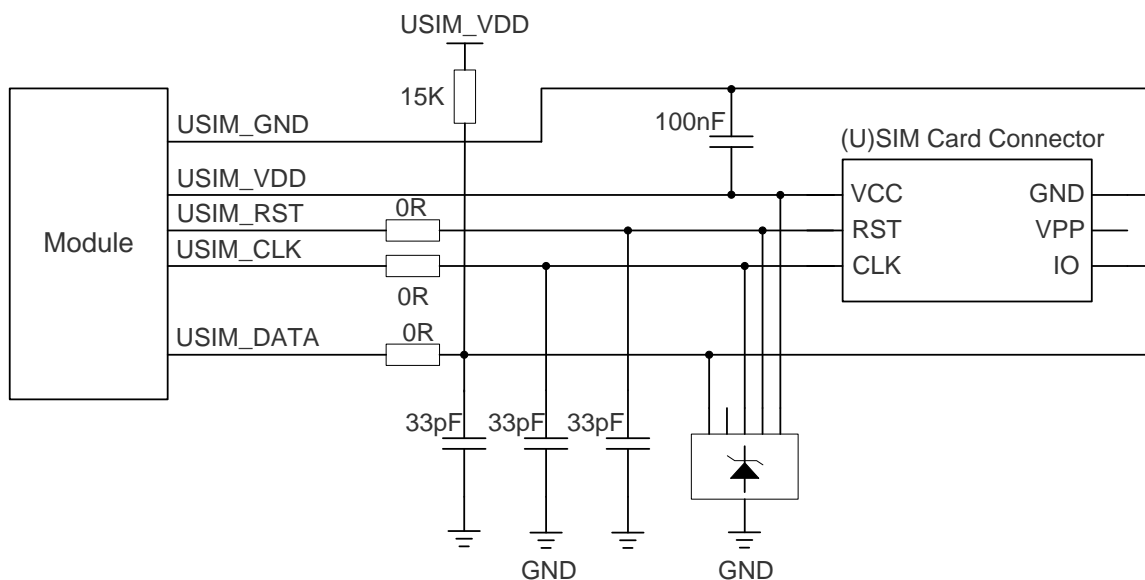 USIM_VDD
15K
USIM_GND
100nF
(U)SIM Card Connector
USIM_VDD
VCC
GND
USIM_RST
0R
RST
VPP
Module
USIM_CLK
CLK
IO
0R
USIM_DATA
0R
33pF
33pF
33pF
GND
GND